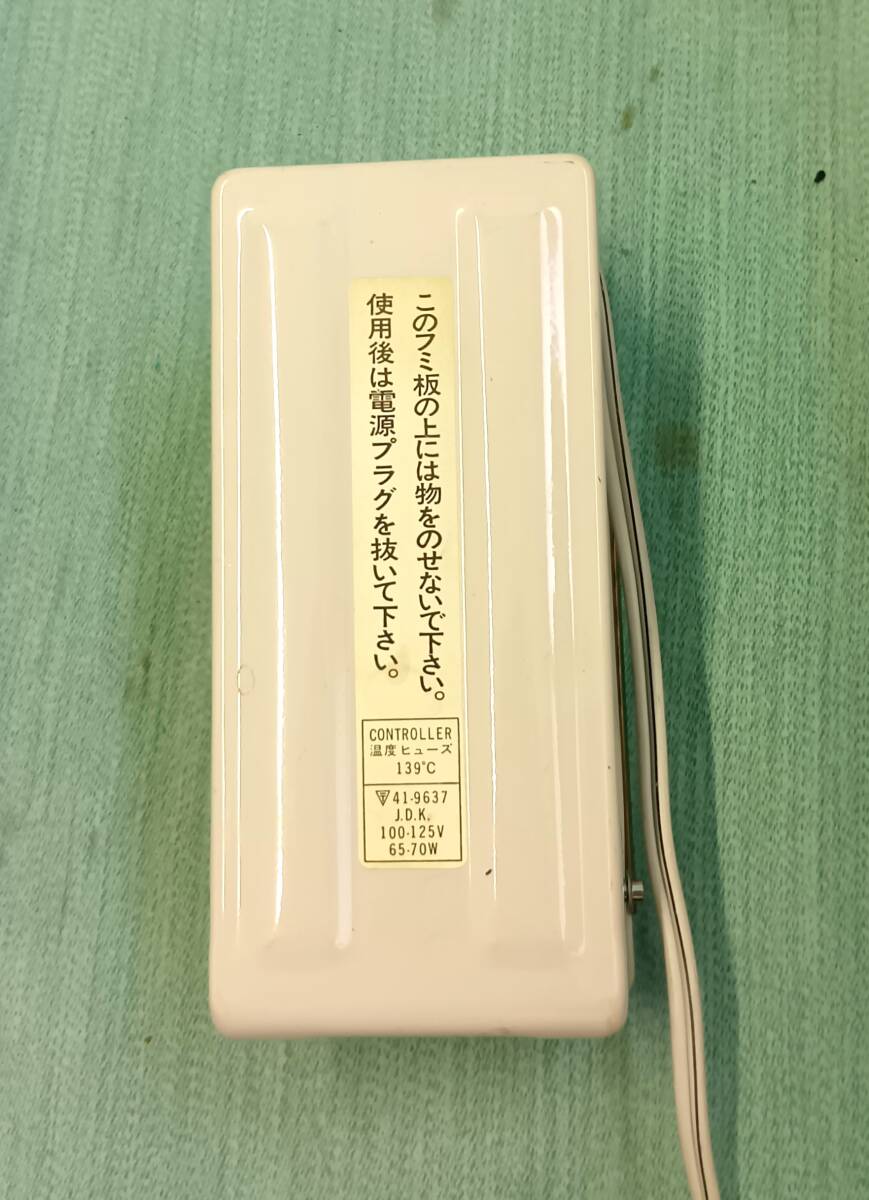 このフミ板の上には物をのせないで下さい。
使用後は電源プラグを抜いて下さい。
CONTROLLER
温度ヒューズ
139℃
〒41-9637
J.D.K.
100-125V
65-70W